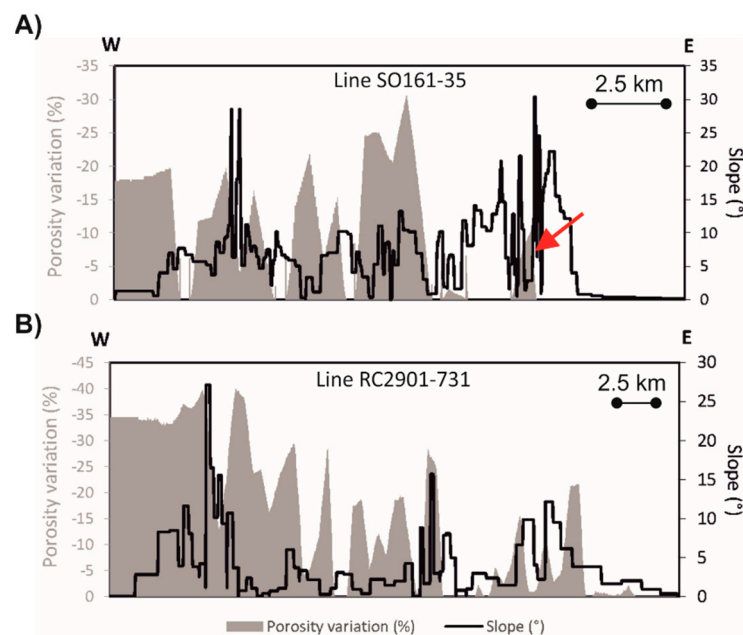 A)
W E
Line SO161-35
2.5 km
Porosity variation (%)
-35
-30
-25
-20
-15
-10
-5
0
35
30
25
20
15
10
5
0
Slope (°)
B)
W E
Line RC2901-731
2.5 km
Porosity variation (%)
-45
-40
-35
-30
-25
-20
-15
-10
-5
0
30
25
20
15
10
5
0
Slope (°)
Porosity variation (%) Slope (°)